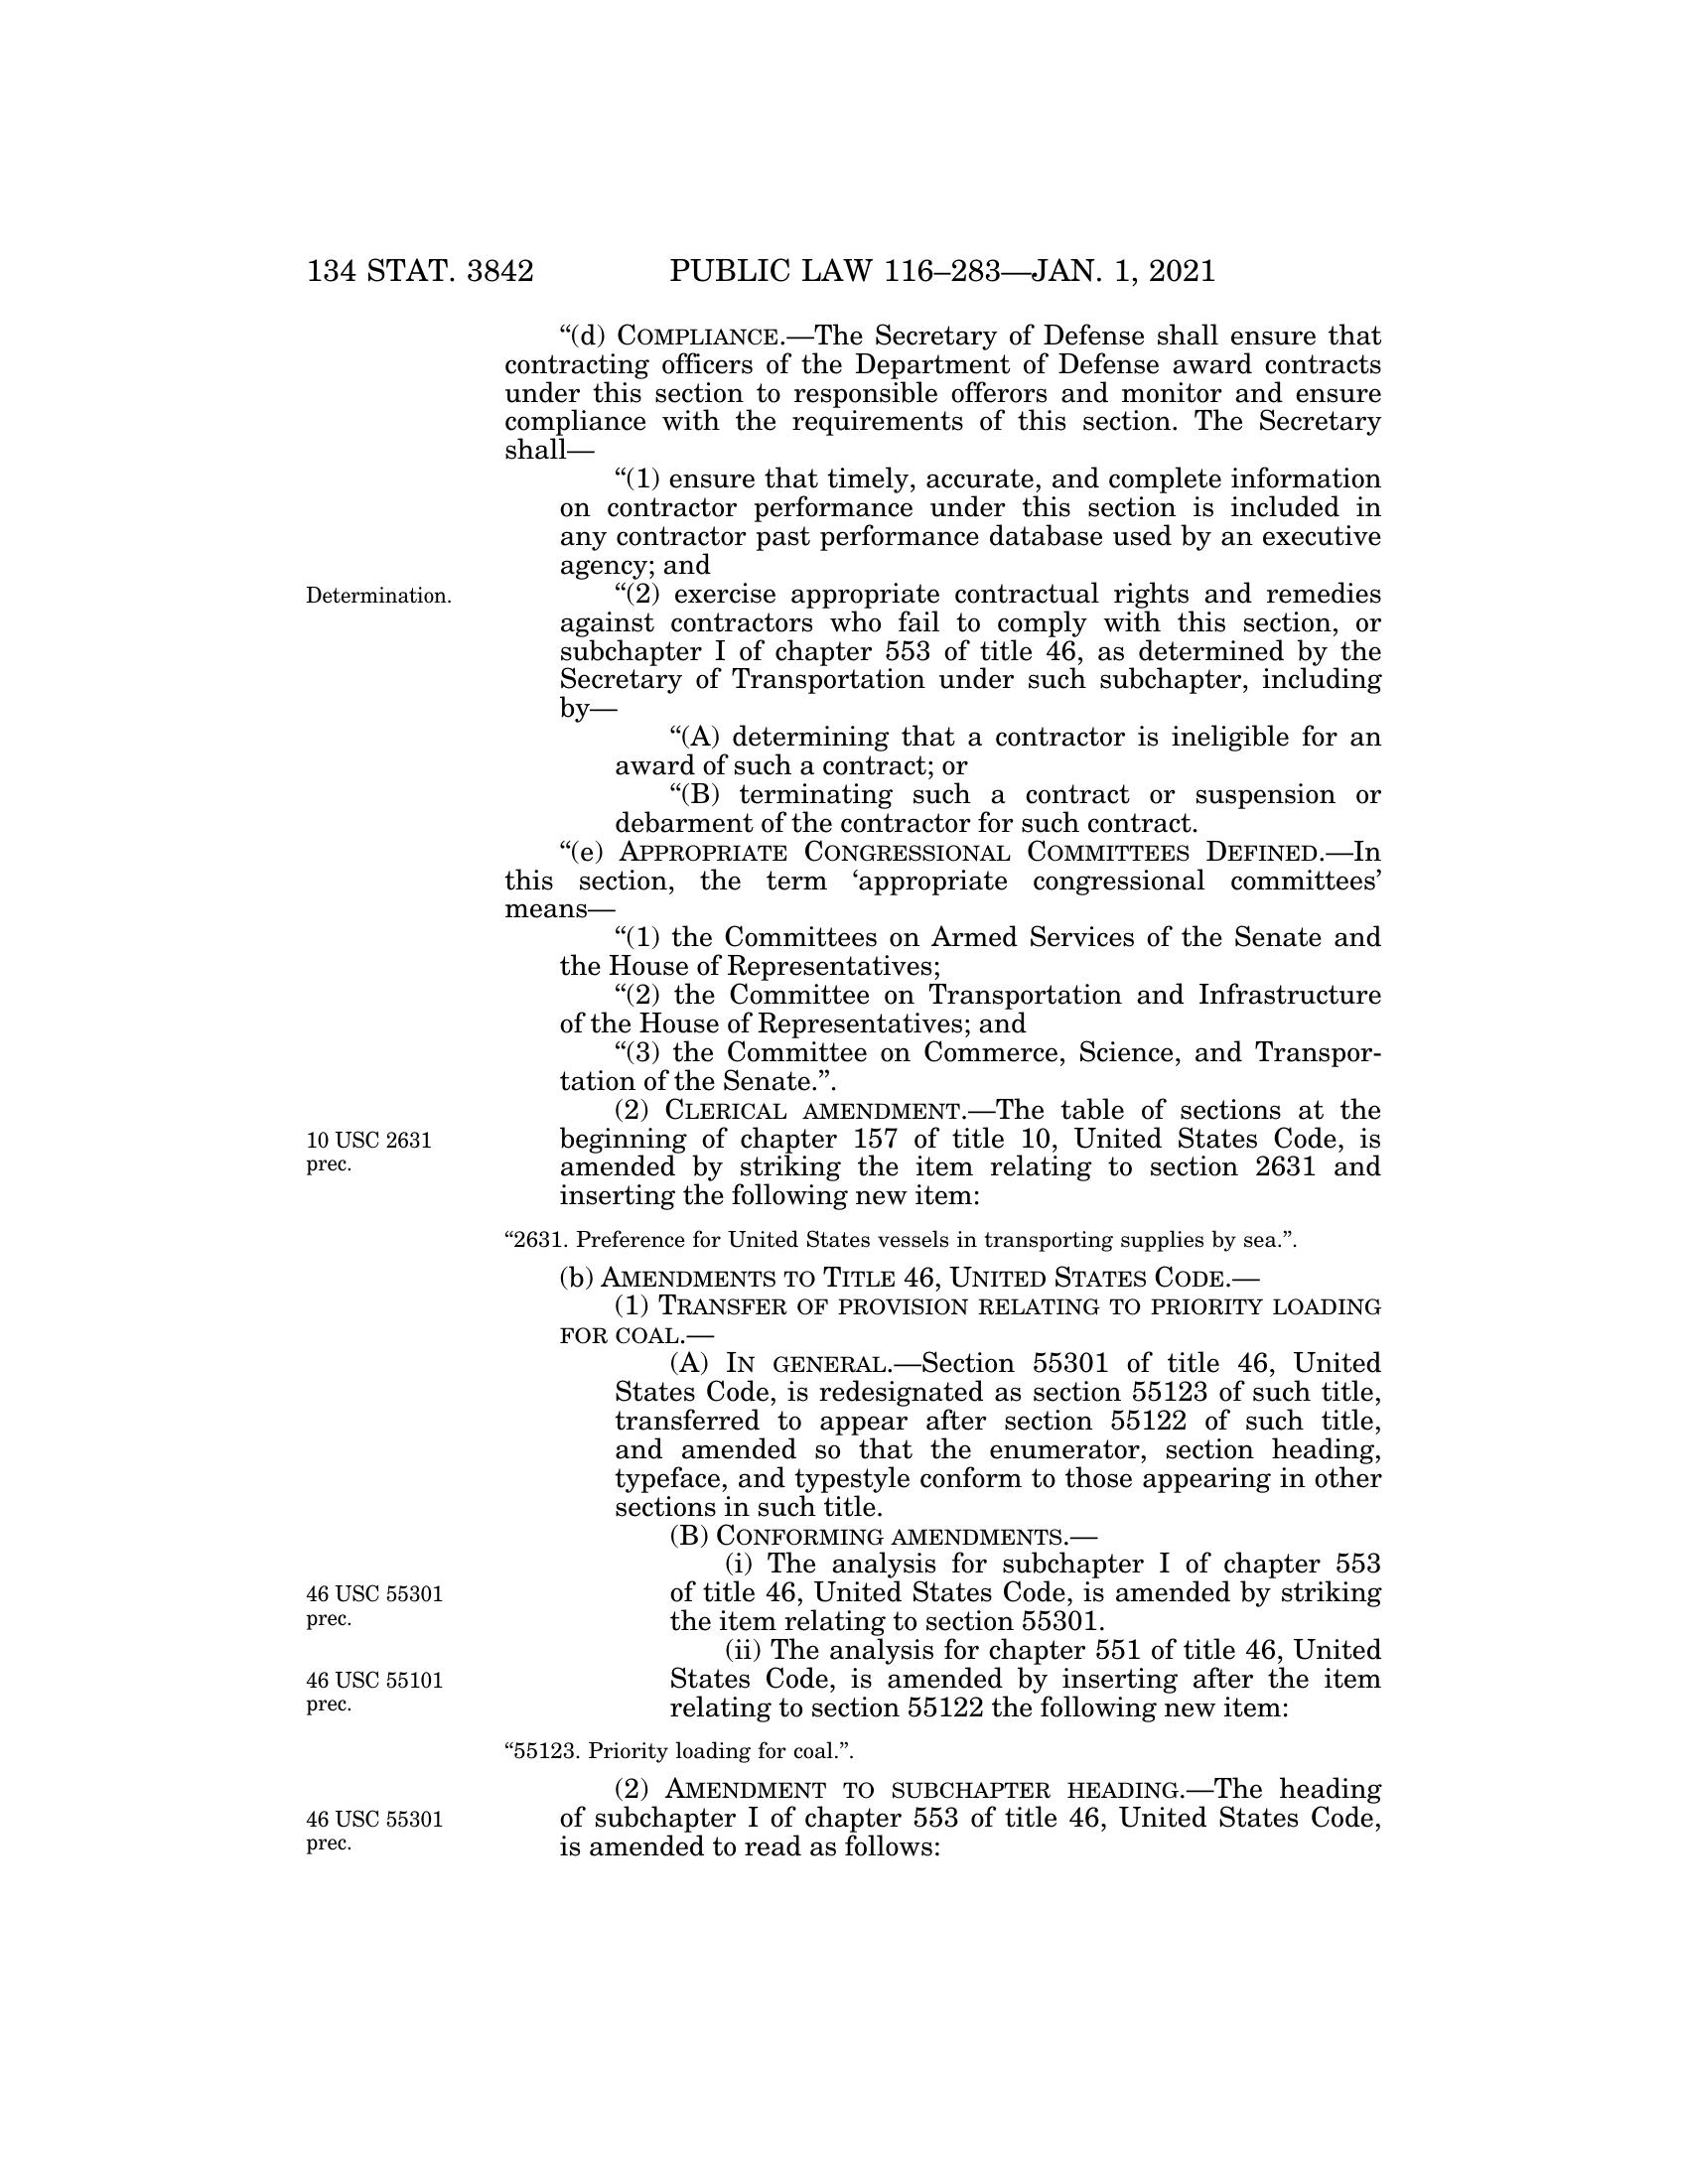 134 STAT. 3842 PUBLIC LAW 116–283—JAN. 1, 2021
“(d) COMPLIANCE.—The Secretary of Defense shall ensure that
contracting officers of the Department of Defense award contracts
under this section to responsible offerors and monitor and ensure
compliance with the requirements of this section. The Secretary
shall—
“(1) ensure that timely, accurate, and complete information
on contractor performance under this section is included in
any contractor past performance database used by an executive
agency; and
Determination.
“(2) exercise appropriate contractual rights and remedies
against contractors who fail to comply with this section, or
subchapter I of chapter 553 of title 46, as determined by the
Secretary of Transportation under such subchapter, including
by—
“(A) determining that a contractor is ineligible for an
award of such a contract; or
“(B) terminating such a contract or suspension or
debarment of the contractor for such contract.
“(e) APPROPRIATE CONGRESSIONAL COMMITTEES DEFINED.—In
this section, the term ‘appropriate congressional committees’
means—
“(1) the Committees on Armed Services of the Senate and
the House of Representatives;
“(2) the Committee on Transportation and Infrastructure
of the House of Representatives; and
“(3) the Committee on Commerce, Science, and Transpor-
tation of the Senate.”.
(2) CLERICAL AMENDMENT.—The table of sections at the
10 USC 2631
prec.
beginning of chapter 157 of title 10, United States Code, is
amended by striking the item relating to section 2631 and
inserting the following new item:
“2631. Preference for United States vessels in transporting supplies by sea.”.
(b) AMENDMENTS TO TITLE 46, UNITED STATES CODE.—
(1) TRANSFER OF PROVISION RELATING TO PRIORITY LOADING
FOR COAL.—
(A) IN GENERAL.—Section 55301 of title 46, United
States Code, is redesignated as section 55123 of such title,
transferred to appear after section 55122 of such title,
and amended so that the enumerator, section heading,
typeface, and typestyle conform to those appearing in other
sections in such title.
(B) CONFORMING AMENDMENTS.—
(i) The analysis for subchapter I of chapter 553
46 USC 55301
prec.
of title 46, United States Code, is amended by striking
the item relating to section 55301.
(ii) The analysis for chapter 551 of title 46, United
46 USC 55101
prec.
States Code, is amended by inserting after the item
relating to section 55122 the following new item:
“55123. Priority loading for coal.”.
(2) AMENDMENT TO SUBCHAPTER HEADING.—The heading
46 USC 55301
prec.
of subchapter I of chapter 553 of title 46, United States Code,
is amended to read as follows: